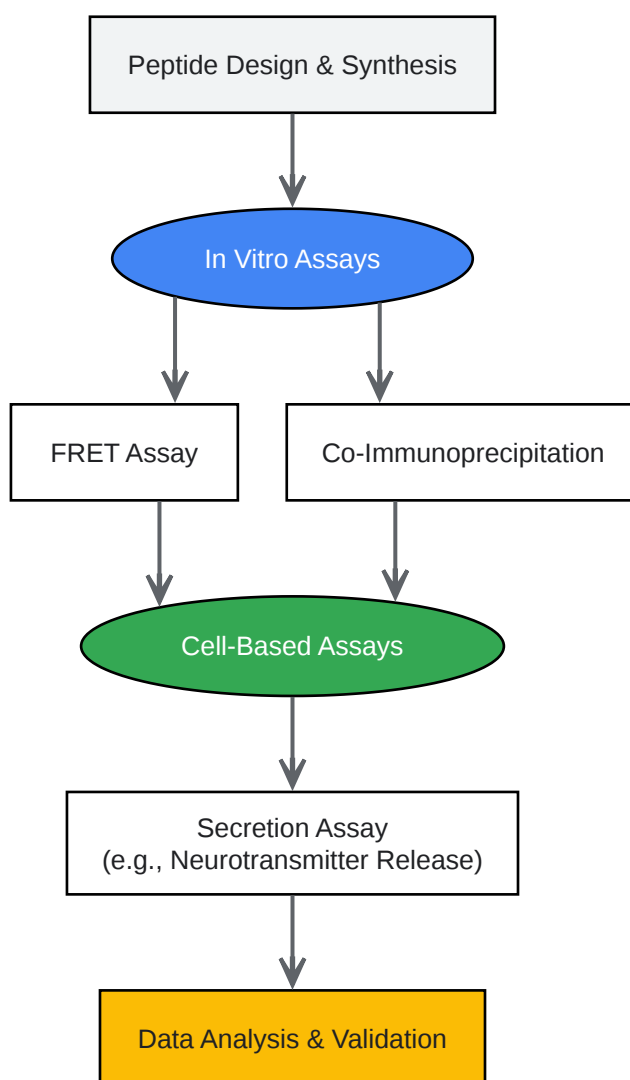 Peptide Design & Synthesis
In Vitro Assays
FRET Assay
Co-Immunoprecipitation
Cell-Based Assays
Secretion Assay
(e.g., Neurotransmitter Release)
Data Analysis & Validation